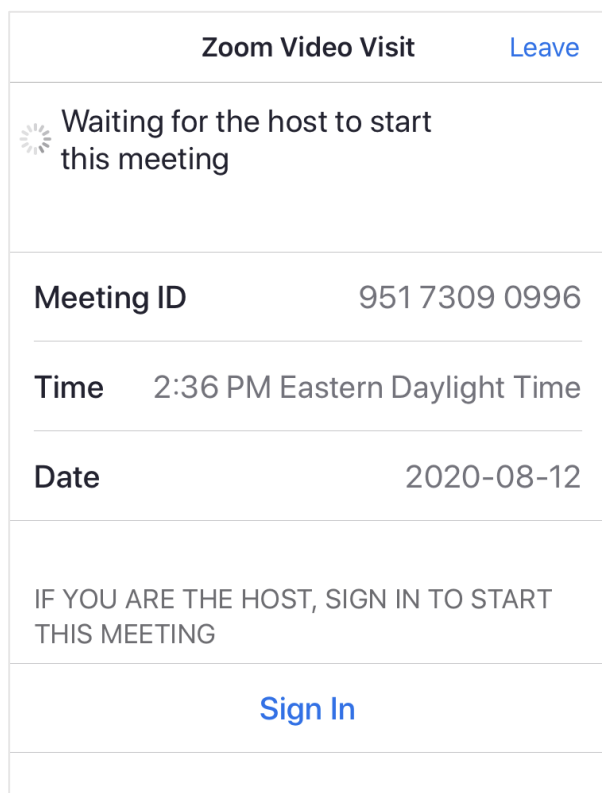 Zoom Video Visit Leave
Waiting for the host to start
this meeting
Meeting ID 951 7309 0996
Time 2:36 PM Eastern Daylight Time
Date 2020-08-12
IF YOU ARE THE HOST, SIGN IN TO START
THIS MEETING
Sign In